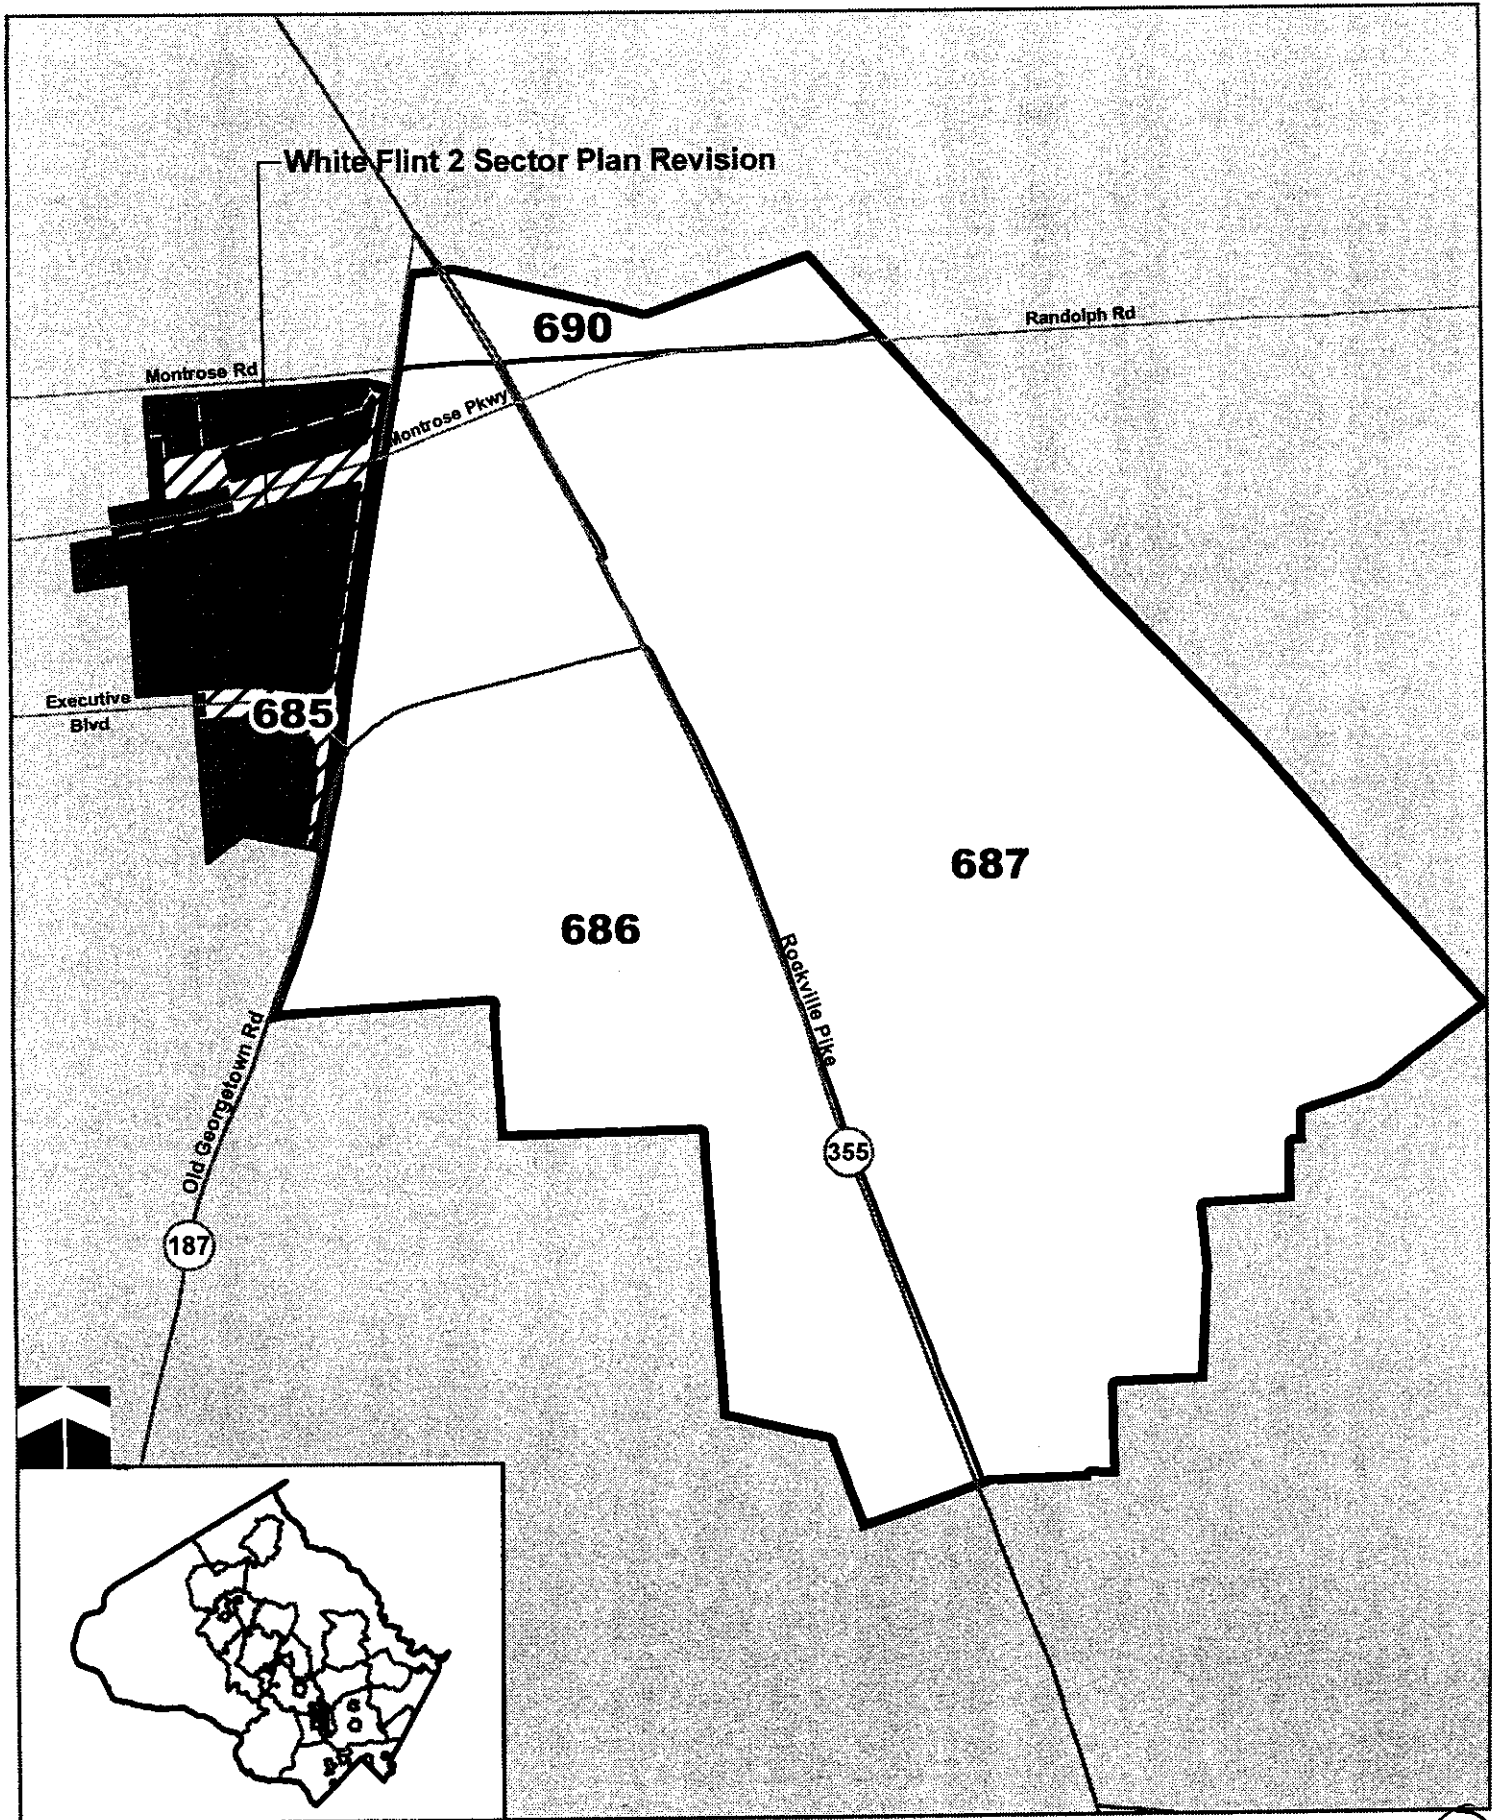 White Flint 2 Sector Plan Revision
690
Randolph Rd
Montrose Rd
Montrose Pkwy
Executive
Blvd
685
687
686
Rockville Pike
Old Georgetown Rd
355
187